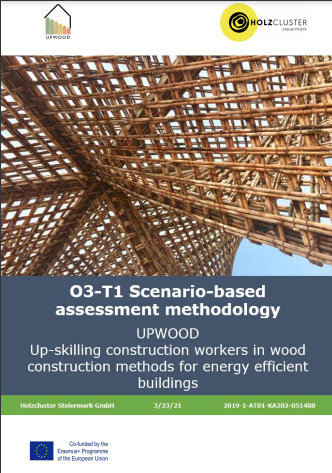 UPWOOD
HOLZCLUSTER
steiermark
O3-T1 Scenario-based
assessment methodology
UPWOOD
Up-skilling construction workers in wood
construction methods for energy efficient
buildings
Holzcluster Steiermark GmbH 3/23/21 2019-1-AT01-KA202-051488
Co-funded by the
Erasmus+ Programme
of the European Union